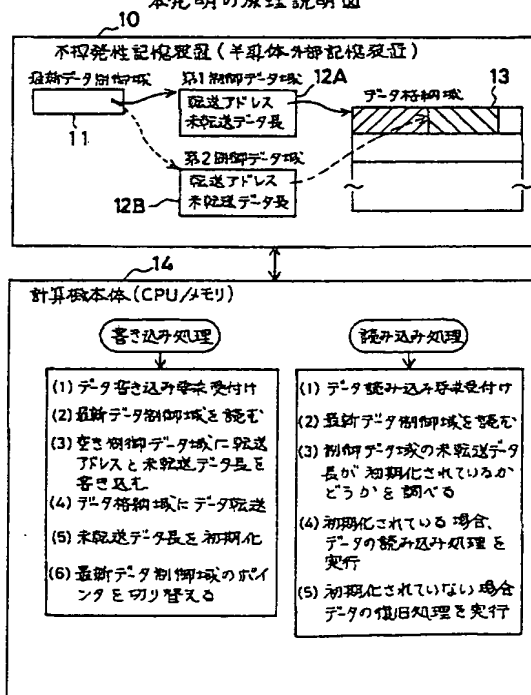 本発明の原理説明図
10
不揮発性記憶装置(半導体外部記憶装置)
最新データ制御域
11
第1制御データ域
12A
転送アドレス
未転送データ長
第2制御データ域
12B
転送アドレス
未転送データ長
データ格納域
13
14
計算機本体(CPU/メモリ)
書き込み処理
(1) データ書き込み要求受付け
(2) 最新データ制御域を読む
(3) 空き制御データ域に転送
アドレスと未転送データ長を
書き込む
(4) データ格納域にデータ転送
(5) 未転送データ長を初期化
(6) 最新データ制御域のポイン
タを切り替える
読み込み処理
(1) データ読み込み要求受付け
(2) 最新データ制御域を読む
(3) 制御データ域の未転送データ
長が初期化されているか
どうかを調べる
(4) 初期化されている場合、
データの読み込み処理を
実行
(5) 初期化されていない場合
データの復旧処理を実行